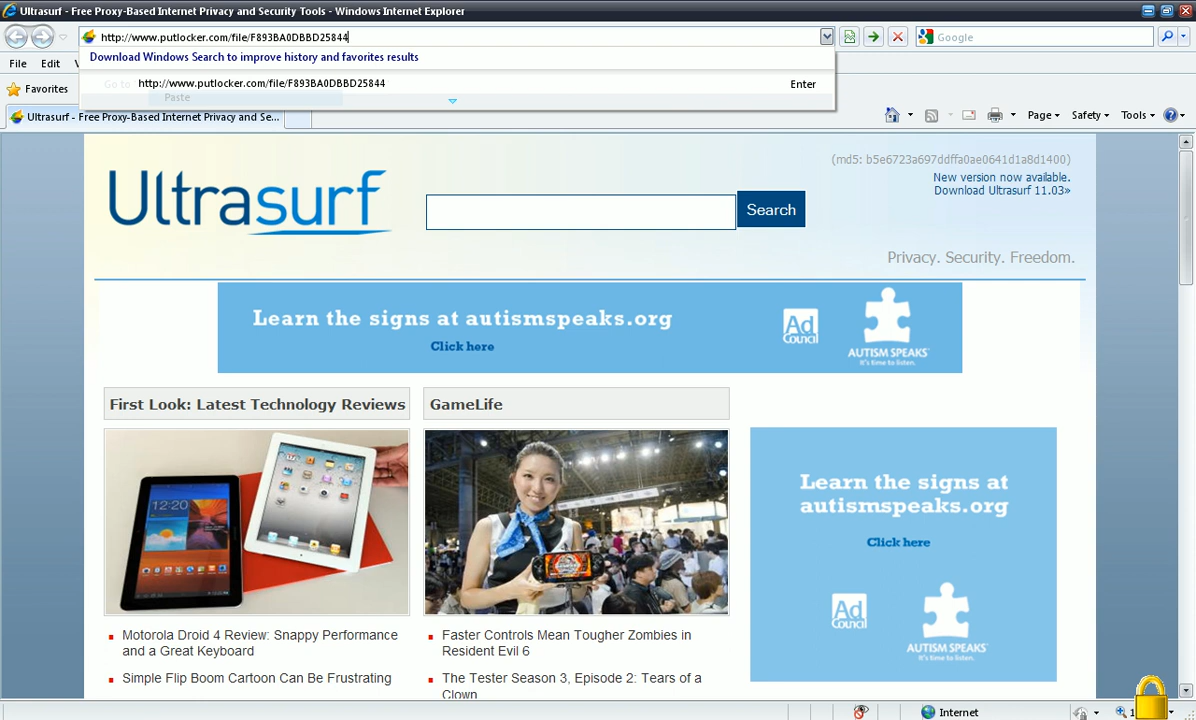 Ultrasurf - Free Proxy-Based Internet Privacy and Security Tools - Windows Internet Explorer
http://www.putlocker.com/file/F893BA0DBBD25844
Google
Download Windows Search to improve history and favorites results
File Edit
Go to http://www.putlocker.com/file/F893BA0DBBD25844 Enter
Paste
Favorites
Ultrasurf - Free Proxy-Based Internet Privacy and Se...
Page Safety Tools
(md5: b5e6723a697ddffa0ae0641d1a8d1400)
New version now available.
Download Ultrasurf 11.03»
Ultrasurf
Search
Privacy. Security. Freedom.
Learn the signs at autismspeaks.org
Click here
Ad Council
AUTISM SPEAKS™
It's time to listen.
First Look: Latest Technology Reviews
GameLife
12:20
Motorola Droid 4 Review: Snappy Performance
and a Great Keyboard
Simple Flip Boom Cartoon Can Be Frustrating
Faster Controls Mean Tougher Zombies in
Resident Evil 6
The Tester Season 3, Episode 2: Tears of a
Clown
Learn the signs at
autismspeaks.org
Click here
Ad Council
AUTISM SPEAKS™
It's time to listen.
Internet